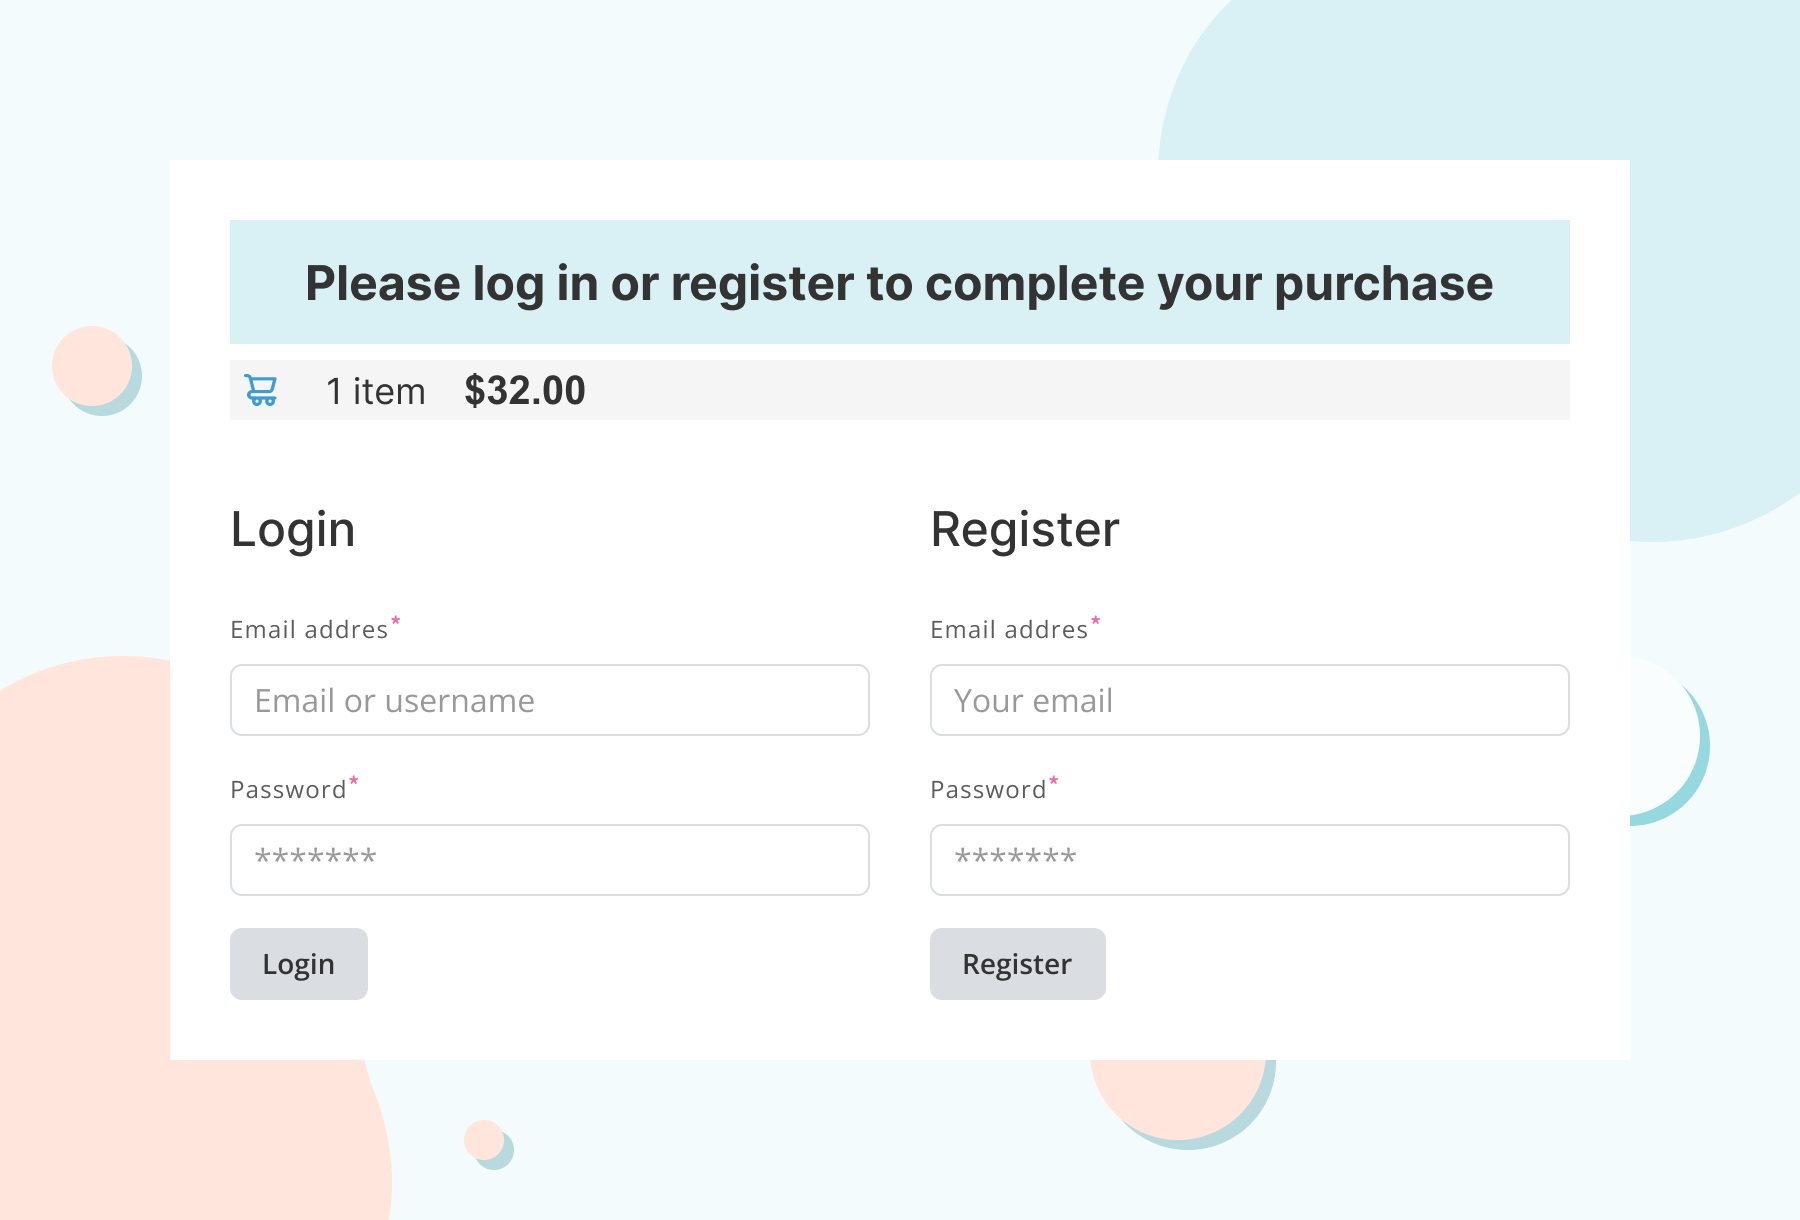 Please log in or register to complete your purchase
1 item $32.00
Login
Register
Email addres*
Email addres*
Email or username
Your email
Password*
Password*
*******
*******
Login
Register